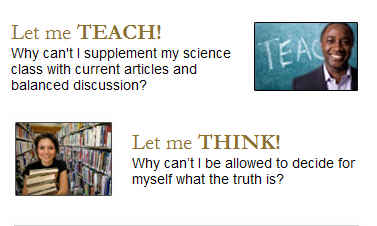 Let me TEACH!
Why can't I supplement my science
class with current articles and
balanced discussion?
TEAC
Let me THINK!
Why can't I be allowed to decide for
myself what the truth is?